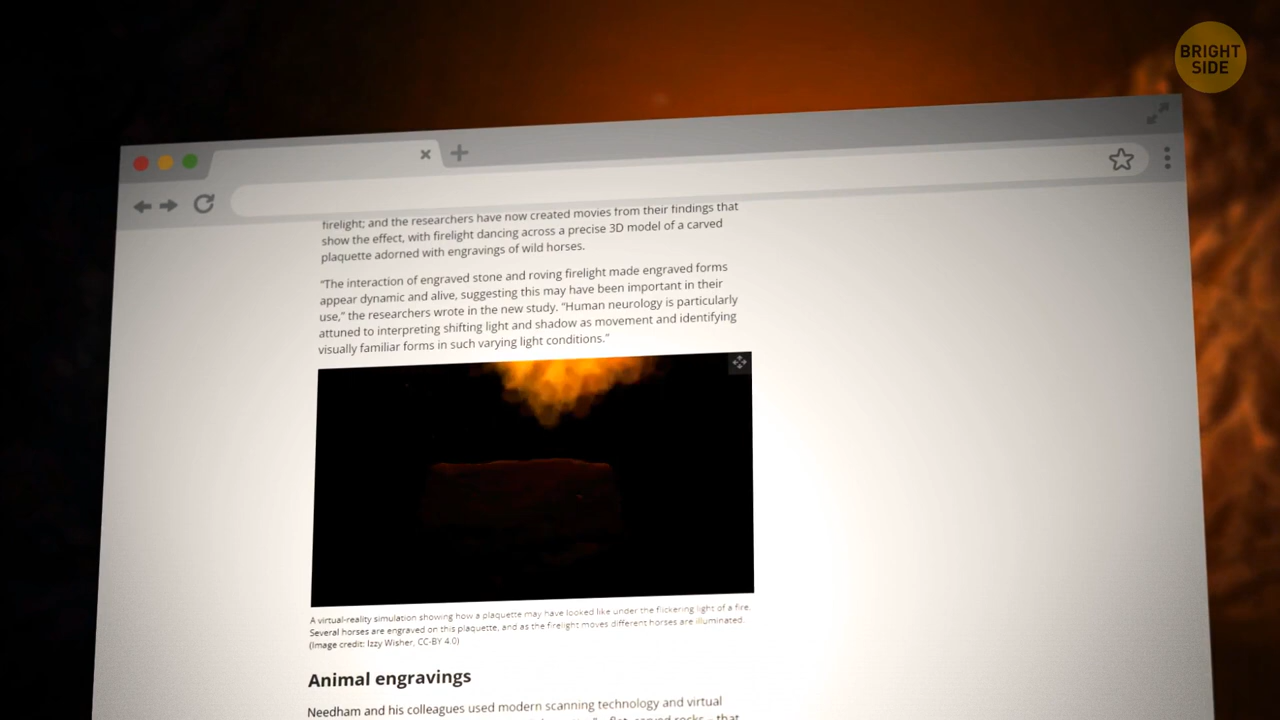 BRIGHT
SIDE
firelight; and the researchers have now created movies from their findings that
show the effect, with firelight dancing across a precise 3D model of a carved
plaquette adorned with engravings of wild horses.
“The interaction of engraved stone and roving firelight made engraved forms
appear dynamic and alive, suggesting this may have been important in their
use,” the researchers wrote in the new study. “Human neurology is particularly
attuned to interpreting shifting light and shadow as movement and identifying
visually familiar forms in such varying light conditions.”
A virtual-reality simulation showing how a plaquette may have looked like under the flickering light of a fire.
Several horses are engraved on this plaquette, and as the firelight moves different horses are illuminated.
(Image credit: Izzy Wisher, CC-BY 4.0)
Animal engravings
Needham and his colleagues used modern scanning technology and virtual
flat, carved rocks – that